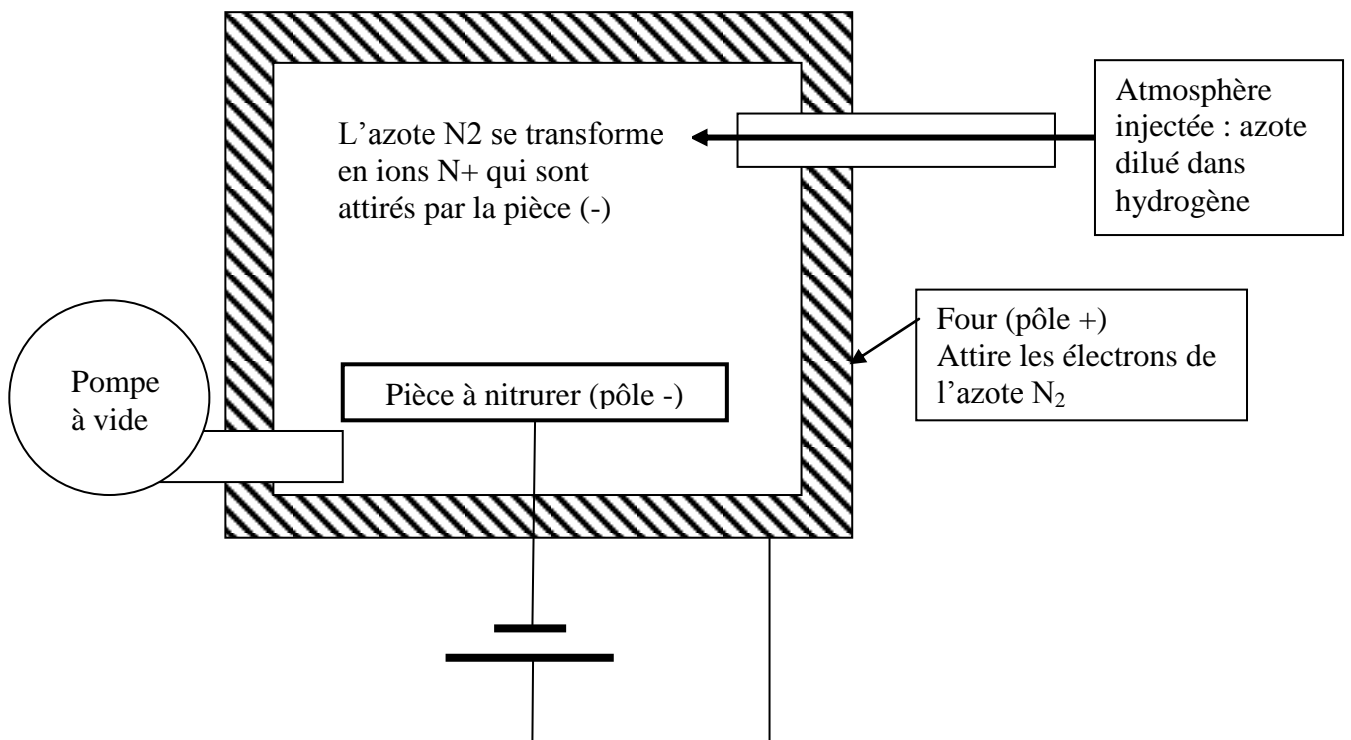 L’azote N2 se transforme
en ions N+ qui sont
attirés par la pièce (-)
Atmosphère
injectée : azote
dilué dans
hydrogène
Four (pôle +)
Attire les électrons de
l’azote N₂
Pompe
à vide
Pièce à nitrurer (pôle -)